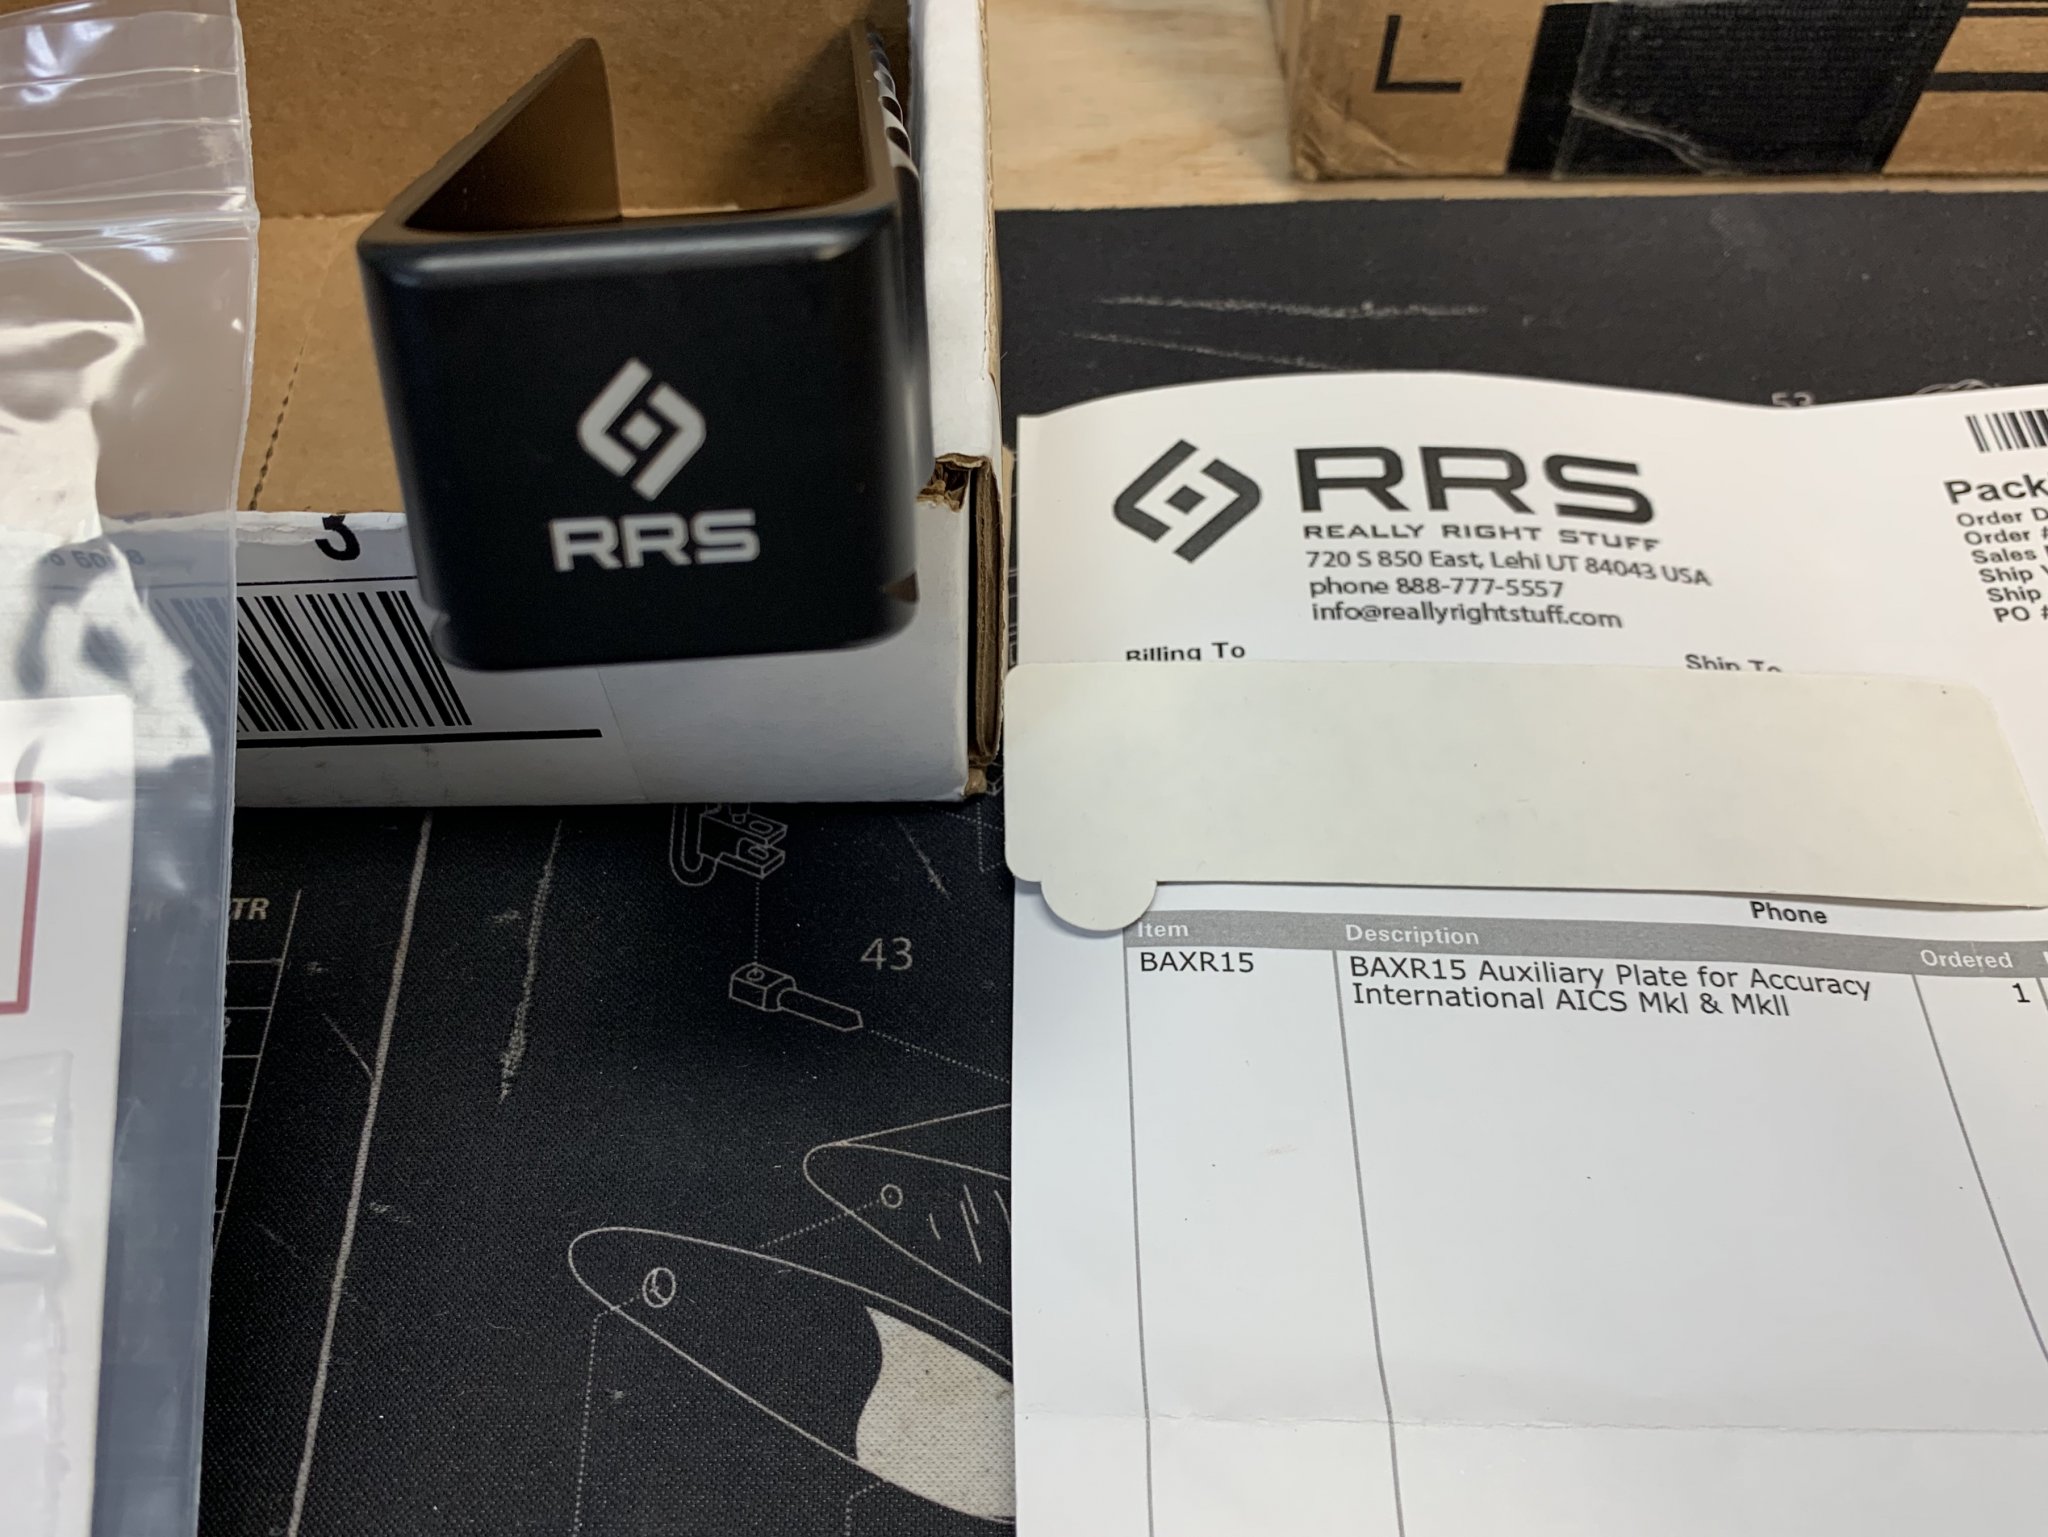 L
RRS
5
TR
43
53
RRS
REALLY RIGHT STUFF
720 S 850 East, Lehi UT 84043 USA
phone 888-777-5557
info@reallyrightstuff.com
Pack
Order D
Order #
Sales
Ship
Ship
PO #
Billing To
Ship To
Phone
Item Description Ordered
BAXR15 BAXR15 Auxiliary Plate for Accuracy 1
International AICS MkI & MkII